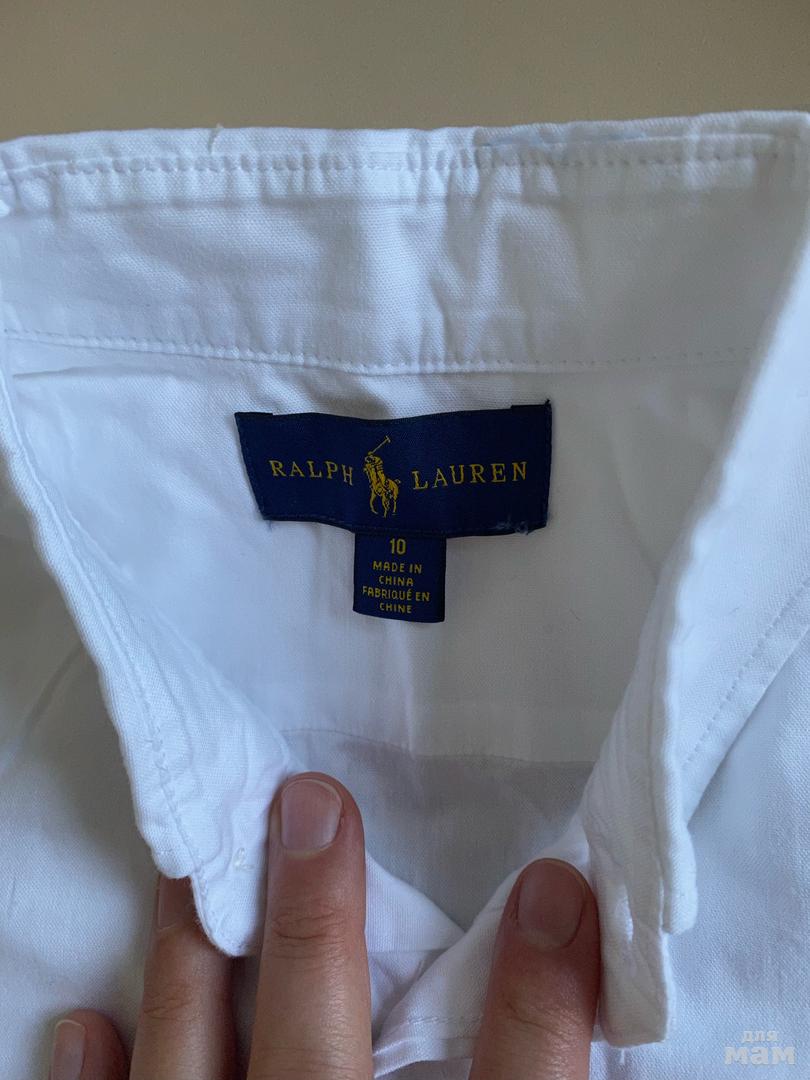 RALPH LAUREN
10
MADE IN
CHINA
FABRIQUÉ EN
CHINE
для
мам